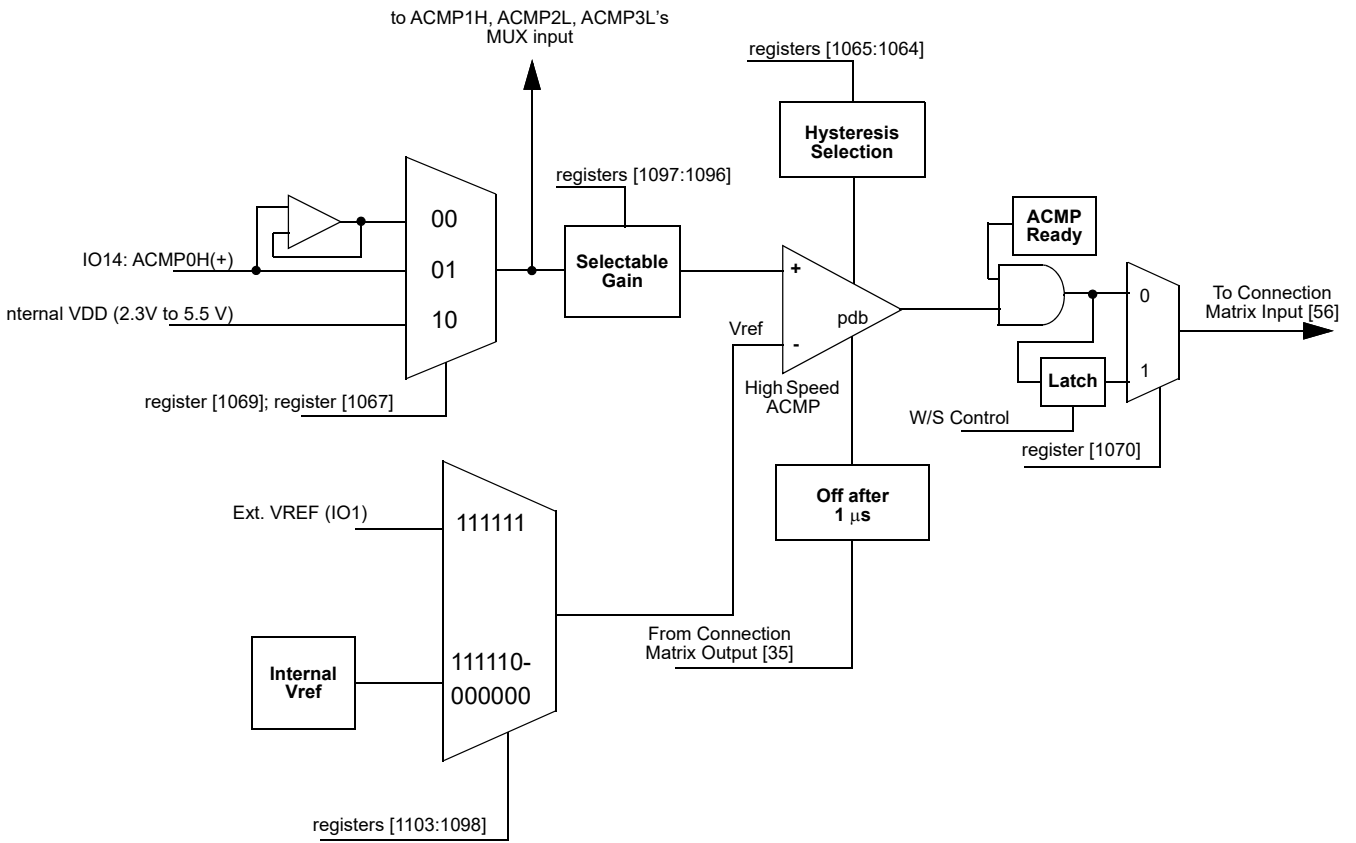 to ACMP1H, ACMP2L, ACMP3L's
MUX input
registers [1065:1064]
Hysteresis
Selection
registers [1097:1096]
ACMP
Ready
00
IO14: ACMP0H(+)
01
Selectable
Gain
+
nternal VDD (2.3V to 5.5 V)
10
pdb
Vref
-
High Speed
ACMP
0
To Connection
Matrix Input [56]
Latch
1
register [1069]; register [1067]
W/S Control
register [1070]
Ext. VREF (IO1)
111111
Off after
1 μs
From Connection
Matrix Output [35]
Internal
Vref
111110-
000000
registers [1103:1098]